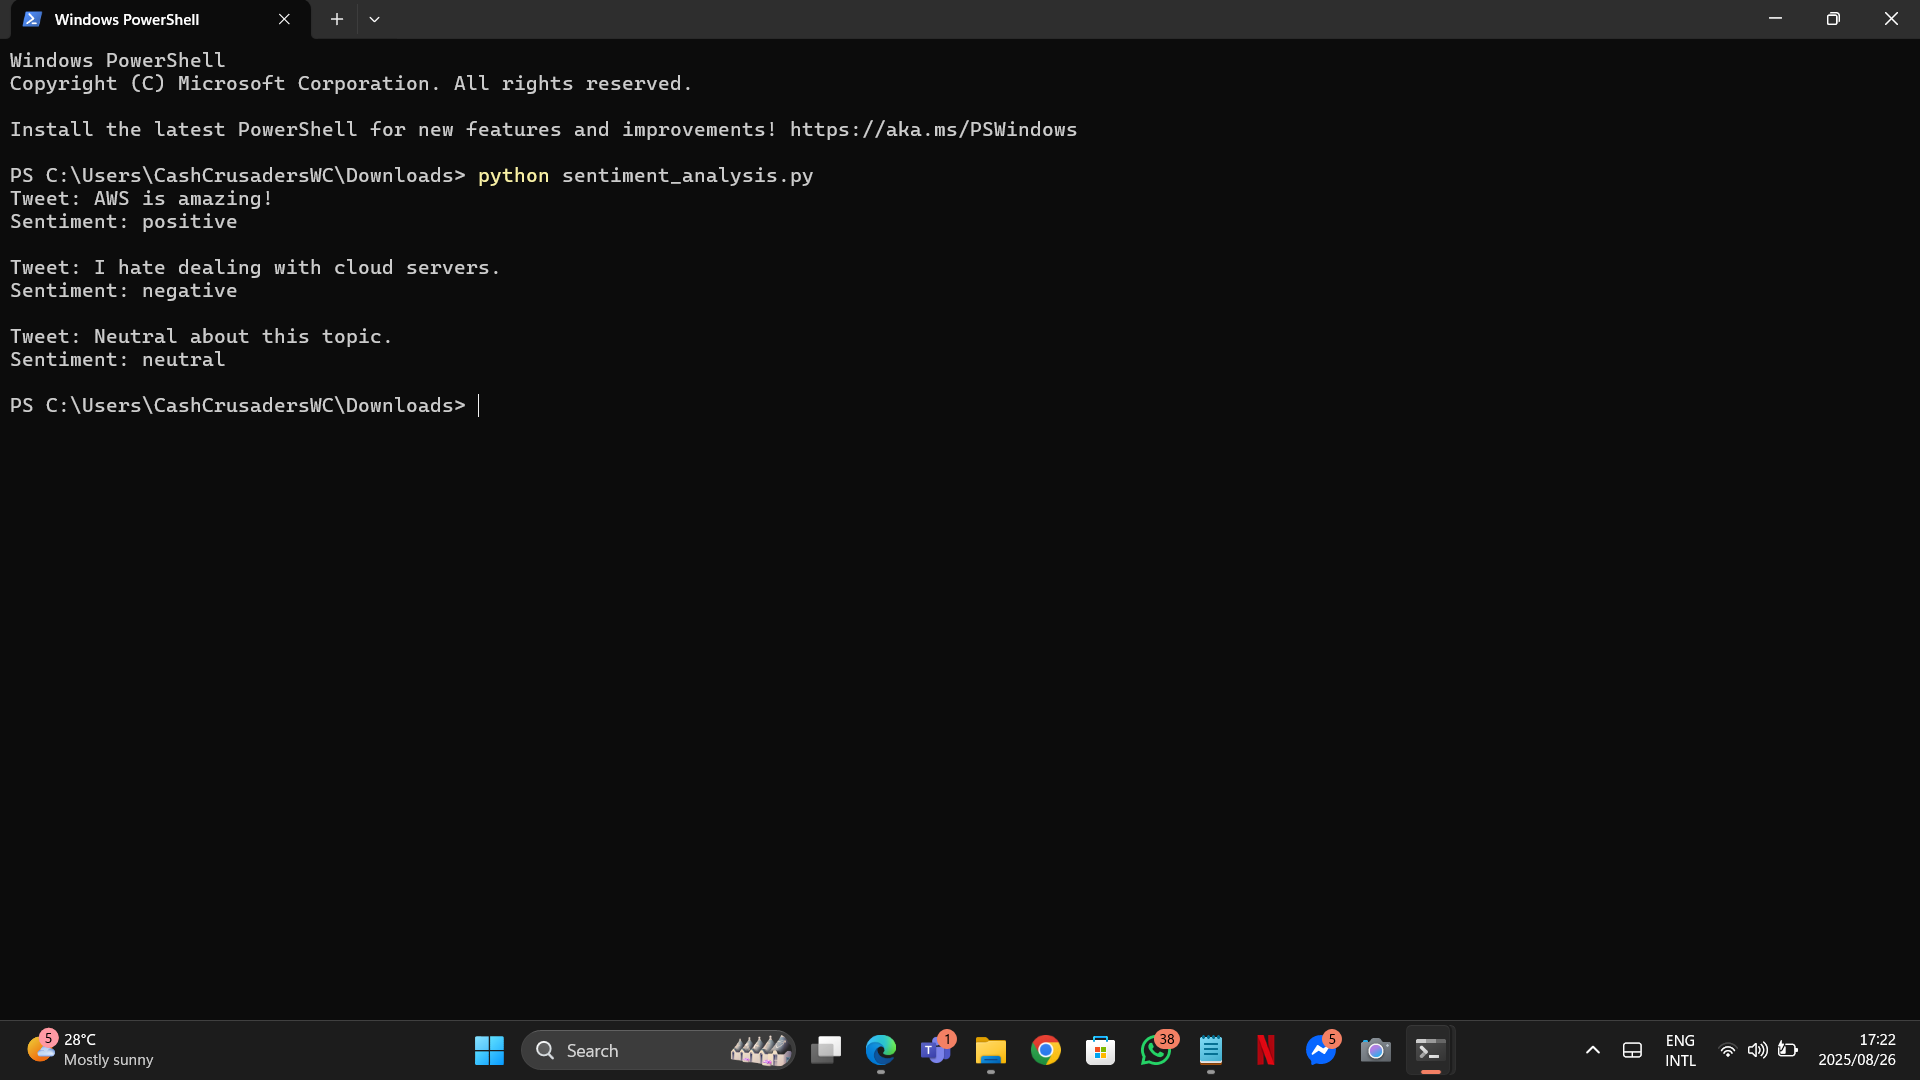 Windows PowerShell
Windows PowerShell
Copyright (C) Microsoft Corporation. All rights reserved.
Install the latest PowerShell for new features and improvements! https://aka.ms/PSWindows
PS C:\Users\CashCrusadersWC\Downloads> python sentiment_analysis.py
Tweet: AWS is amazing!
Sentiment: positive
Tweet: I hate dealing with cloud servers.
Sentiment: negative
Tweet: Neutral about this topic.
Sentiment: neutral
PS C:\Users\CashCrusadersWC\Downloads>
5
28°C
Mostly sunny
Search
T
1
38
N
5
ENG
INTL
17:22
2025/08/26